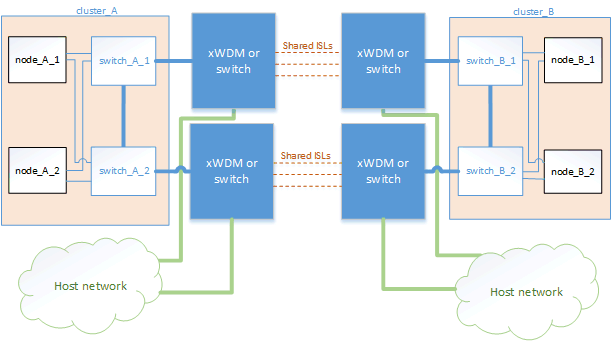 cluster_A
cluster_B
node_A_1
switch_A_1
xWDM or
switch
Shared ISLs
xWDM or
switch
switch_B_1
node_B_1
node_A_2
switch_A_2
xWDM or
switch
Shared ISLs
xWDM or
switch
switch_B_2
node_B_2
Host network
Host network